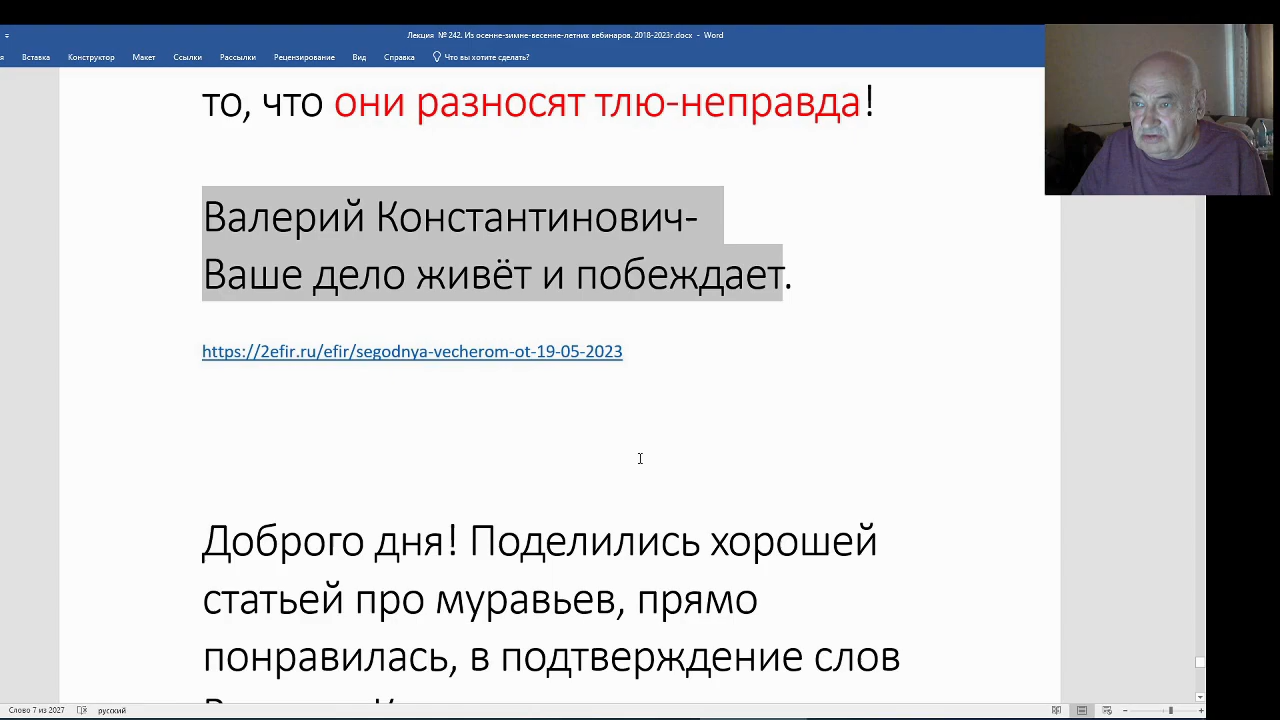 Лекция № 242. Из осенне-зимне-весенне-летних вебинаров. 2018-2023г.docx - Word
Вставка Конструктор Макет Ссылки Рассылки Рецензирование Вид Справка Что вы хотите сделать?
то, что они разносят тлю-неправда!
Валерий Константинович-
Ваше дело живёт и побеждает.
https://2efir.ru/efir/segodnya-vecherom-ot-19-05-2023
Доброго дня! Поделились хорошей
статьей про муравьев, прямо
понравилась, в подтверждение слов
Слово 7 из 2027 русский